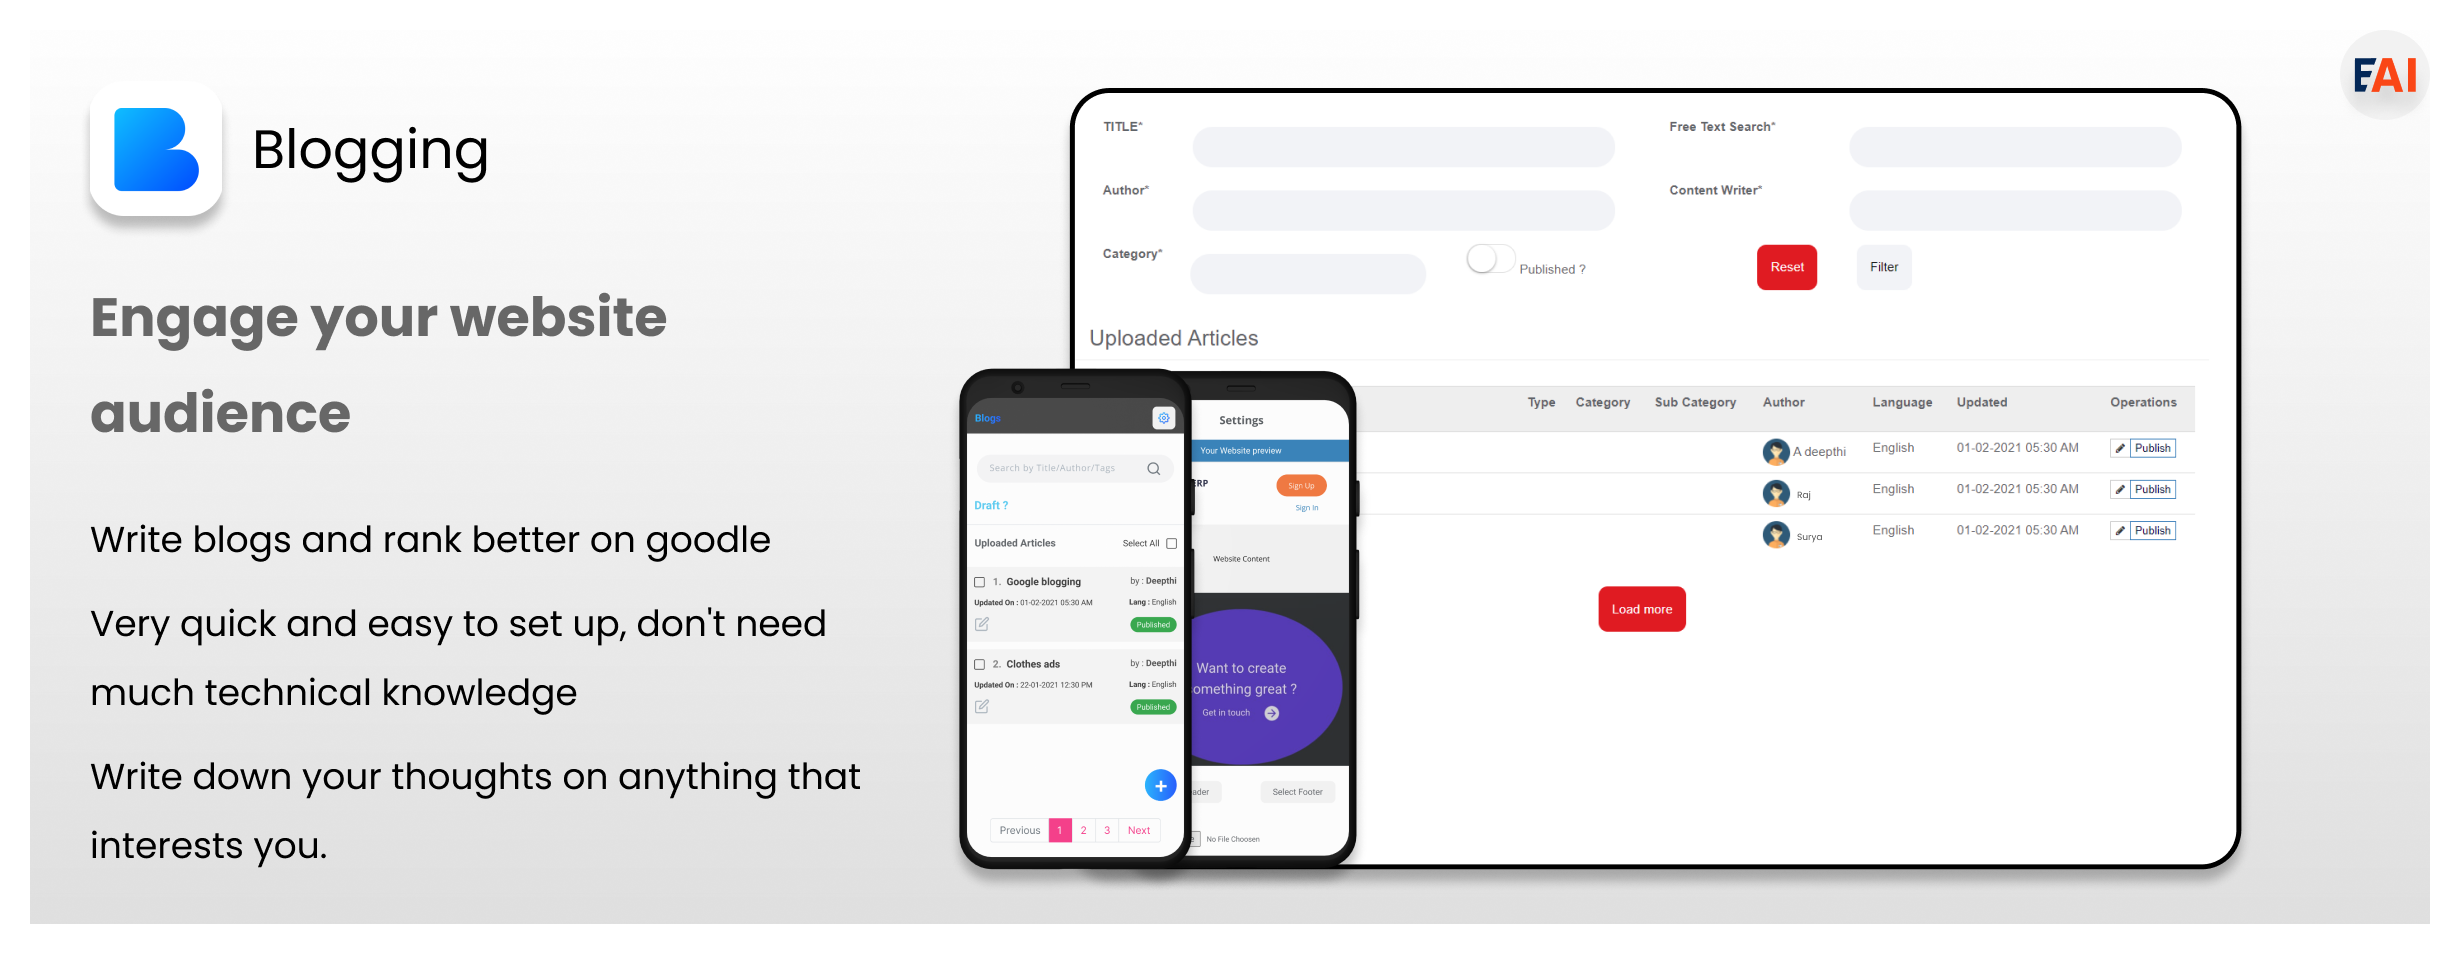 Blogging
Engage your website
audience
Write blogs and rank better on goodle
Very quick and easy to set up, don't need
much technical knowledge
Write down your thoughts on anything that
interests you.
EAI
TITLE*
Free Text Search*
Author*
Content Writer*
Category*
Published ?
Reset
Filter
Uploaded Articles
Type Category Sub Category Author Language Updated Operations
A deepthi English 01-02-2021 05:30 AM Publish
Raj English 01-02-2021 05:30 AM Publish
Surya English 01-02-2021 05:30 AM Publish
Load more
Blogs
Search by Title/Author/Tags
Draft ?
Uploaded Articles Select All
1. Google blogging by : Deepthi
Updated On : 01-02-2021 05:30 AM Lang : English
Published
2. Clothes ads by : Deepthi
Updated On : 22-01-2021 12:30 PM Lang : English
Published
+
Previous 1 2 3 Next
Settings
Your Website preview
ERP
Sign Up
Sign In
Website Content
Want to create
omething great ?
Get in touch
ader
Select Footer
No File Choosen